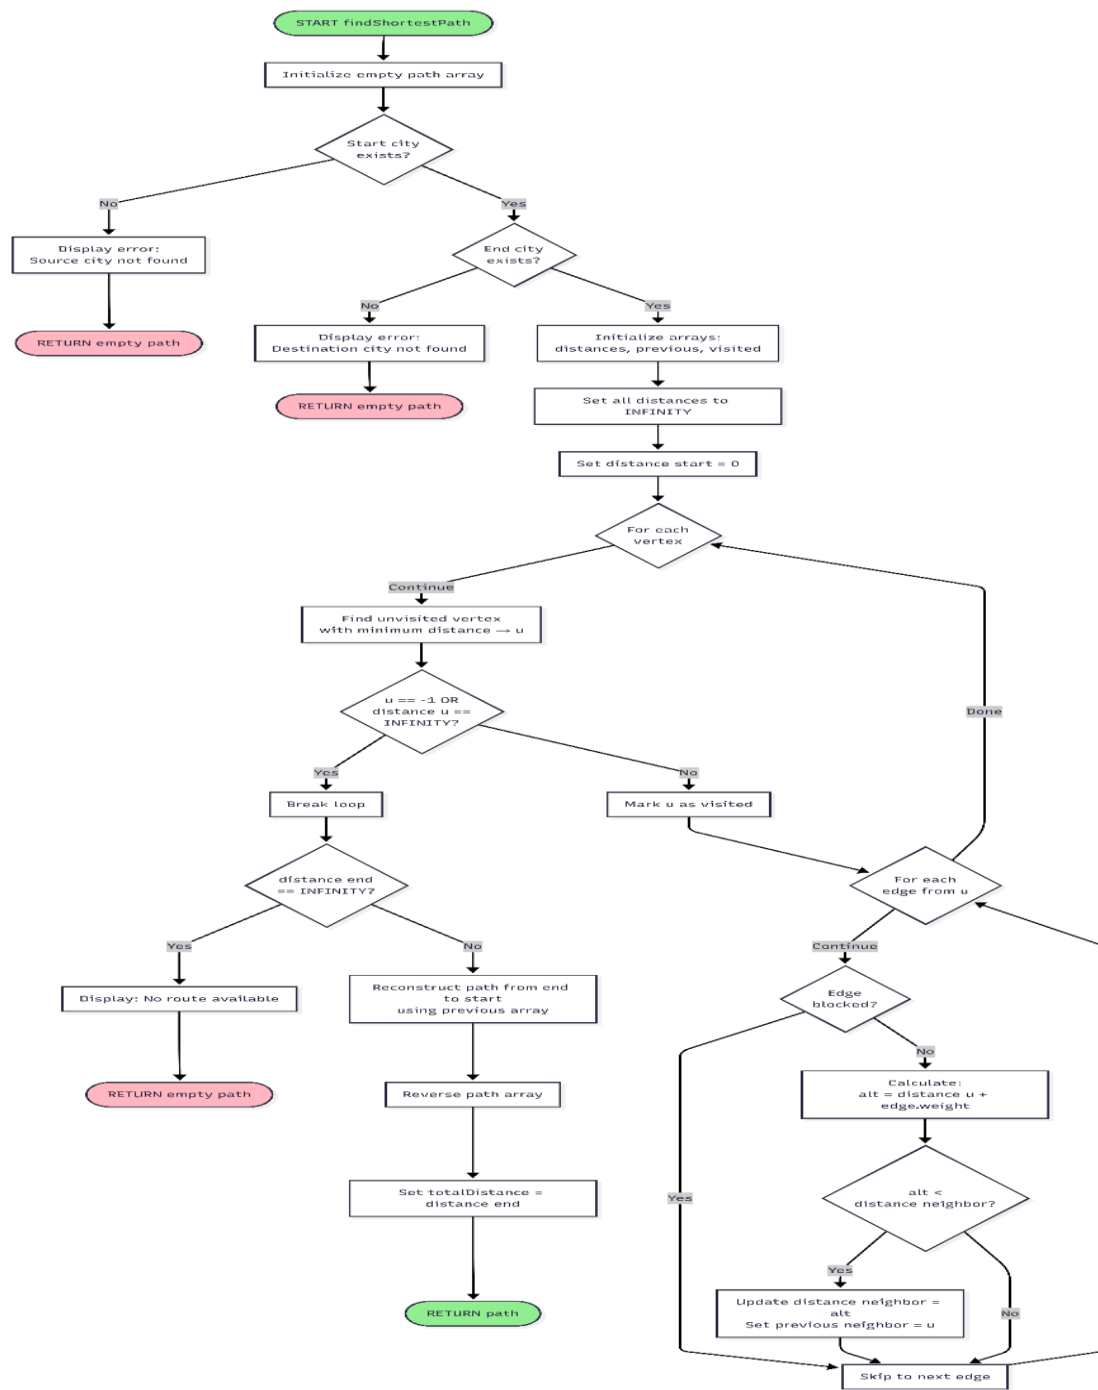 START findShortestPath
Initialize empty path array
Start city
exists?
No
Yes
Display error:
Source city not found
End city
exists?
No
Yes
RETURN empty path
Display error:
Destination city not found
Initialize arrays:
distances, previous, visited
RETURN empty path
Set all distances to
INFINITY
Set distance start = 0
For each
vertex
Continue
Find unvisited vertex
with minimum distance → u
u == -1 OR
distance u ==
INFINITY?
Done
Yes
No
Break loop
Mark u as visited
distance end
== INFINITY?
For each
edge from u
Yes
No
Continue
Display: No route available
Reconstruct path from end
to start
using previous array
Edge
blocked?
No
RETURN empty path
Reverse path array
Calculate:
alt = distance u +
edge.weight
Yes
Set totalDistance =
distance end
alt <
distance neighbor?
Yes
No
RETURN path
Update distance neighbor =
alt
Set previous neighbor = u
Skip to next edge